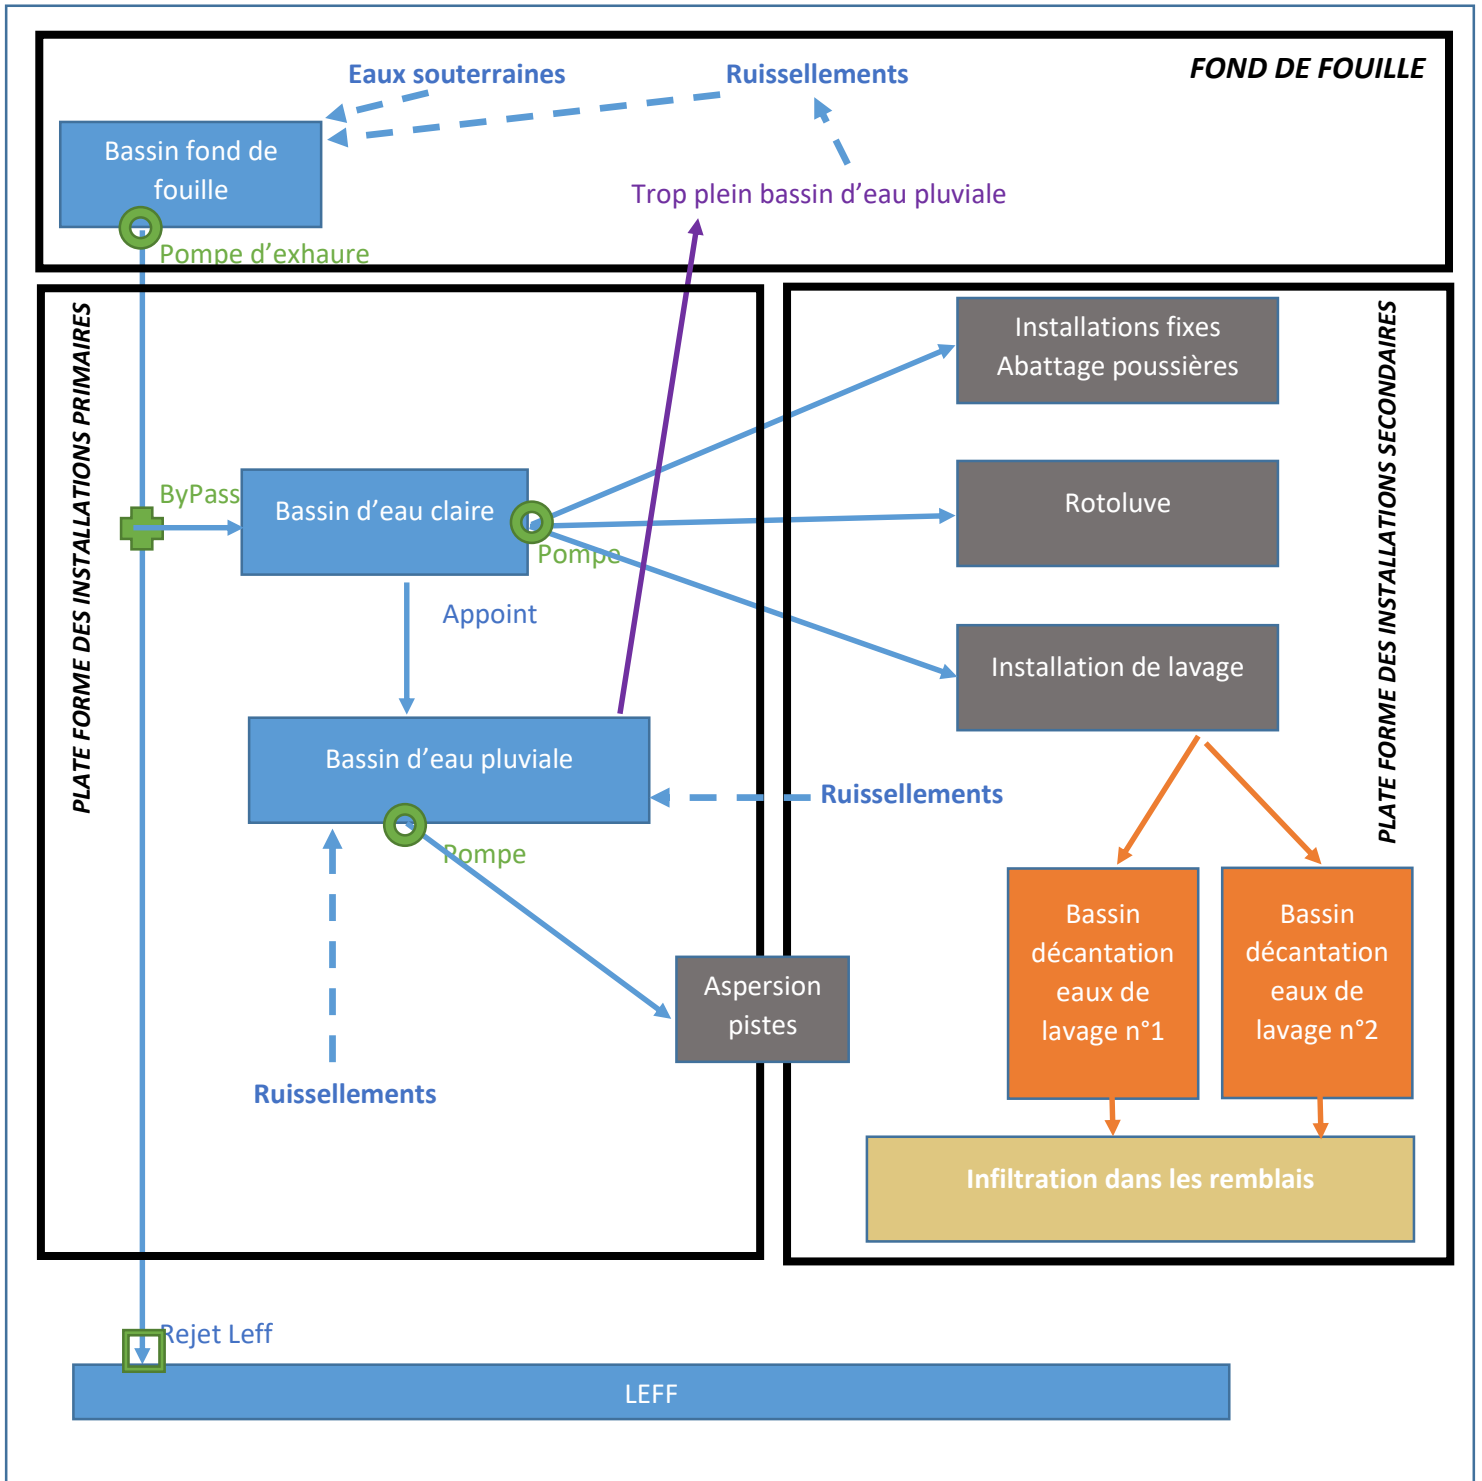 FOND DE FOUILLE
Eaux souterraines
Ruissellements
Bassin fond de
fouille
Trop plein bassin d’eau pluviale
Pompe d’exhaure
PLATE FORME DES INSTALLATIONS PRIMAIRES
PLATE FORME DES INSTALLATIONS SECONDAIRES
Installations fixes
Abattage poussières
ByPass
Bassin d’eau claire
Pompe
Rotoluve
Appoint
Installation de lavage
Bassin d’eau pluviale
Ruissellements
Pompe
Bassin
décantation
eaux de
lavage n°1
Bassin
décantation
eaux de
lavage n°2
Aspersion
pistes
Ruissellements
Infiltration dans les remblais
Rejet Leff
LEFF